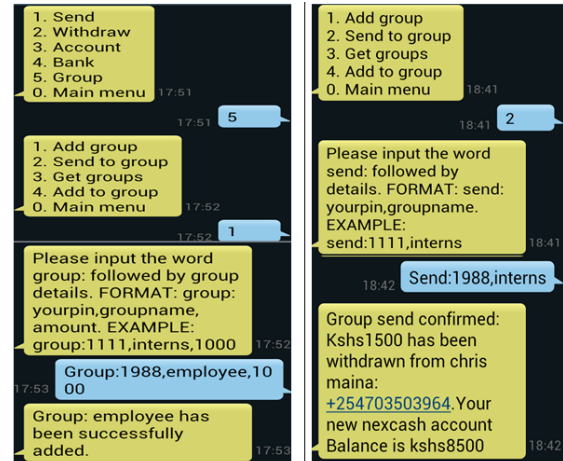 1. Send
2. Withdraw
3. Account
4. Bank
5. Group
0. Main menu
17:51
17:51
5
1. Add group
2. Send to group
3. Get groups
4. Add to group
0. Main menu
17:52
17:52
1
Please input the word
group: followed by group
details. FORMAT: group:
yourpin,groupname,
amount. EXAMPLE:
group:1111,interns,1000
17:52
Group:1988,employee,10
00
17:53
Group: employee has
been successfully
added.
17:53
1. Add group
2. Send to group
3. Get groups
4. Add to group
0. Main menu
18:41
18:41
2
Please input the word
send: followed by
details. FORMAT: send:
yourpin,groupname.
EXAMPLE:
send:1111,interns
18:41
18:42
Send:1988,interns
Group send confirmed:
Kshs1500 has been
withdrawn from chris
maina:
+254703503964.Your
new nexcash account
Balance is kshs8500
18:42